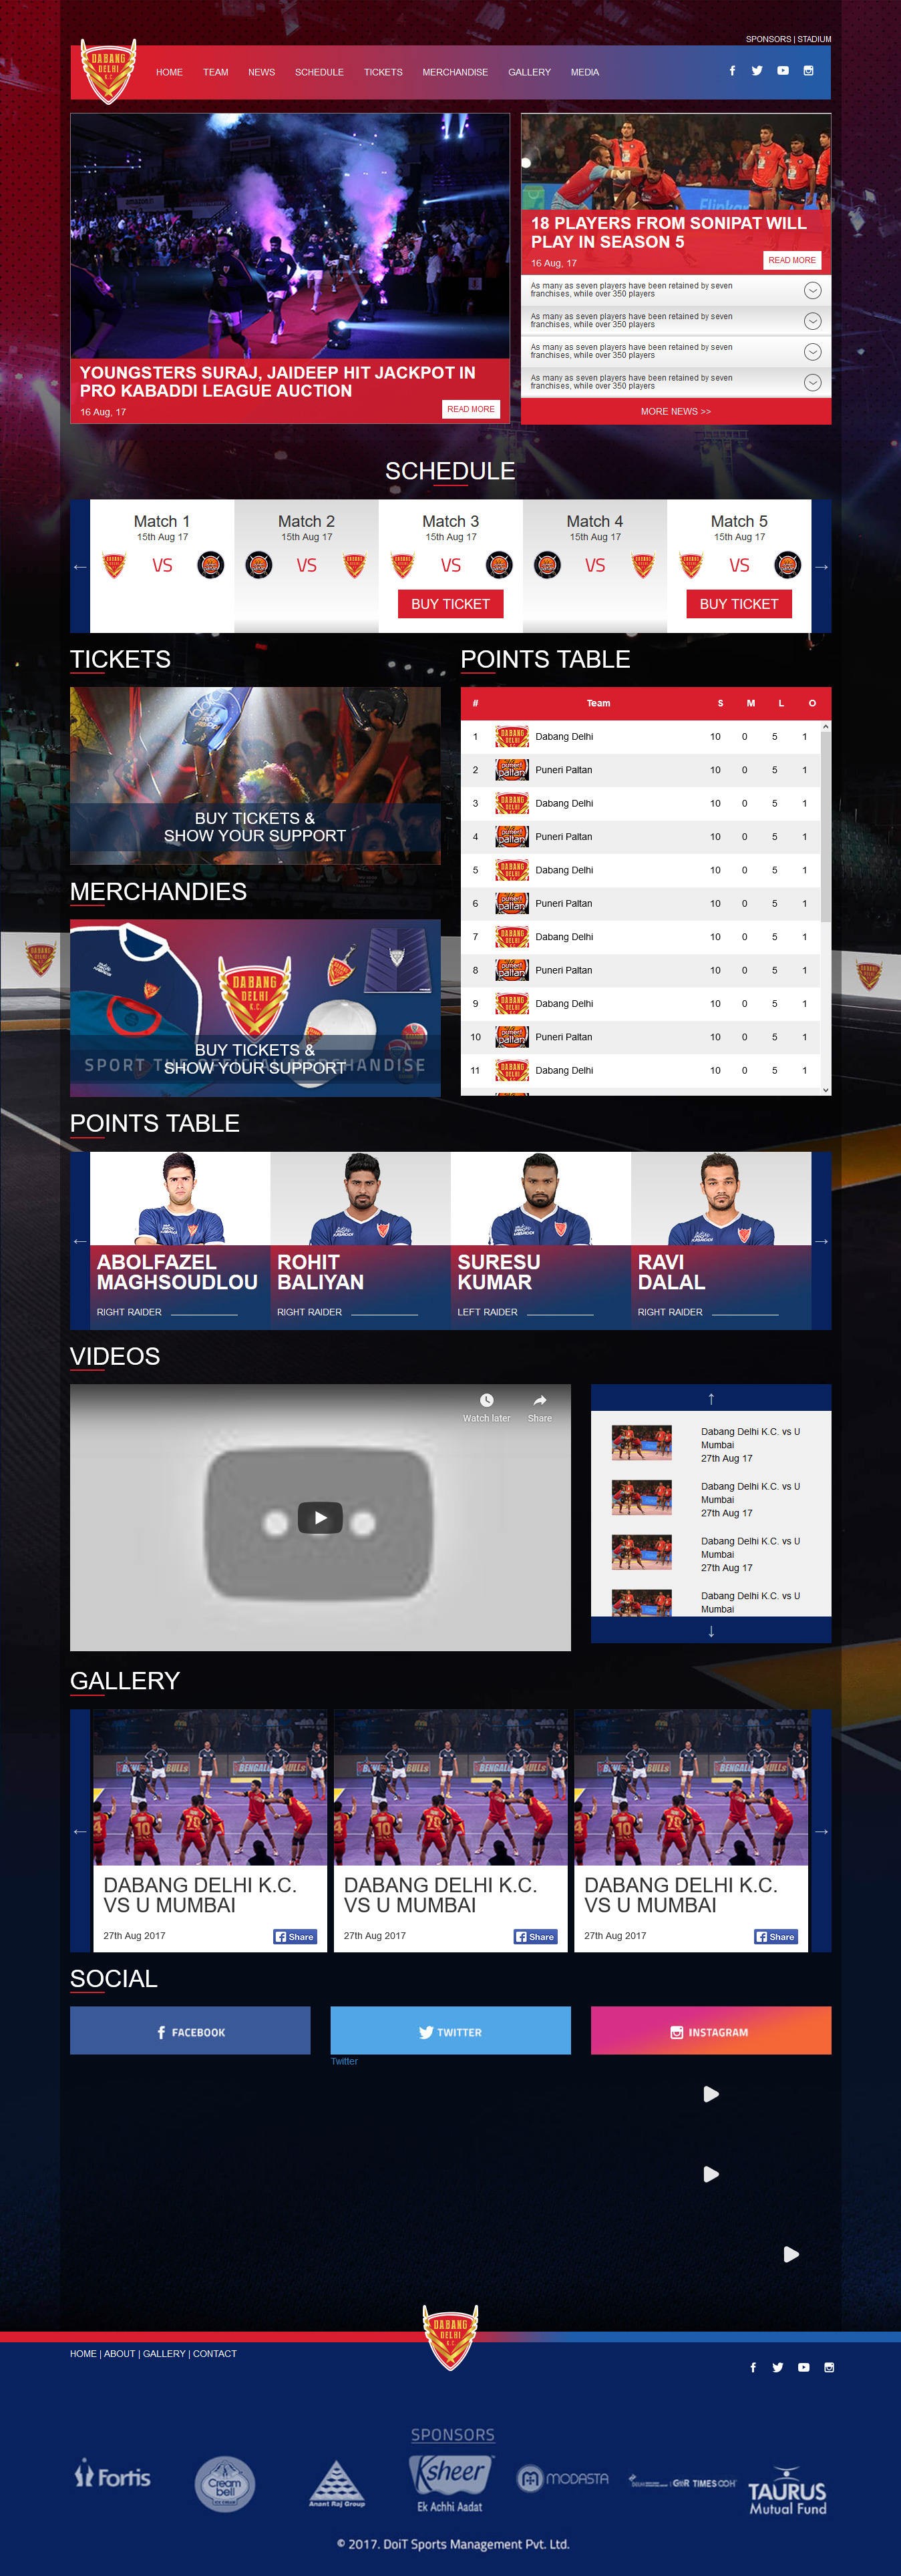 SPONSORS | STADIUM
DABANG DELHI K.C.
HOME TEAM NEWS SCHEDULE TICKETS MERCHANDISE GALLERY MEDIA
YOUNGSTERS SURAJ, JAIDEEP HIT JACKPOT IN
PRO KABADDI LEAGUE AUCTION
16 Aug, 17
READ MORE
18 PLAYERS FROM SONIPAT WILL
PLAY IN SEASON 5
16 Aug, 17
READ MORE
As many as seven players have been retained by seven
franchises, while over 350 players
As many as seven players have been retained by seven
franchises, while over 350 players
As many as seven players have been retained by seven
franchises, while over 350 players
As many as seven players have been retained by seven
franchises, while over 350 players
MORE NEWS >>
SCHEDULE
Match 1 Match 2 Match 3 Match 4 Match 5
15th Aug 17 15th Aug 17 15th Aug 17 15th Aug 17 15th Aug 17
← VS VS VS VS VS →
BUY TICKET BUY TICKET
TICKETS
BUY TICKETS &
SHOW YOUR SUPPORT
MERCHANDIES
DABANG DELHI K.C.
BUY TICKETS &
SPORT THE OFFICIAL MERCHANDISE
SHOW YOUR SUPPORT
POINTS TABLE
# Team S M L O
1 Dabang Delhi 10 0 5 1
2 Puneri Paltan 10 0 5 1
3 Dabang Delhi 10 0 5 1
4 Puneri Paltan 10 0 5 1
5 Dabang Delhi 10 0 5 1
6 Puneri Paltan 10 0 5 1
7 Dabang Delhi 10 0 5 1
8 Puneri Paltan 10 0 5 1
9 Dabang Delhi 10 0 5 1
10 Puneri Paltan 10 0 5 1
11 Dabang Delhi 10 0 5 1
POINTS TABLE
ABOLFAZEL
MAGHSOUDLOU
RIGHT RAIDER
ROHIT
BALIYAN
RIGHT RAIDER
SURESU
KUMAR
LEFT RAIDER
RAVI
DALAL
RIGHT RAIDER
VIDEOS
Watch later Share
Dabang Delhi K.C. vs U
Mumbai
27th Aug 17
Dabang Delhi K.C. vs U
Mumbai
27th Aug 17
Dabang Delhi K.C. vs U
Mumbai
27th Aug 17
Dabang Delhi K.C. vs U
Mumbai
GALLERY
DABANG DELHI K.C.
VS U MUMBAI
27th Aug 2017
Share
DABANG DELHI K.C.
VS U MUMBAI
27th Aug 2017
Share
DABANG DELHI K.C.
VS U MUMBAI
27th Aug 2017
Share
SOCIAL
FACEBOOK
TWITTER
INSTAGRAM
Twitter
DABANG DELHI K.C.
HOME | ABOUT | GALLERY | CONTACT
SPONSORS
Fortis
Cream bell
Anant Raj Group
Ksheer
Ek Achhi Aadat
MODASTA
TIMES OOH
TAURUS
Mutual Fund
© 2017. DoiT Sports Management Pvt. Ltd.